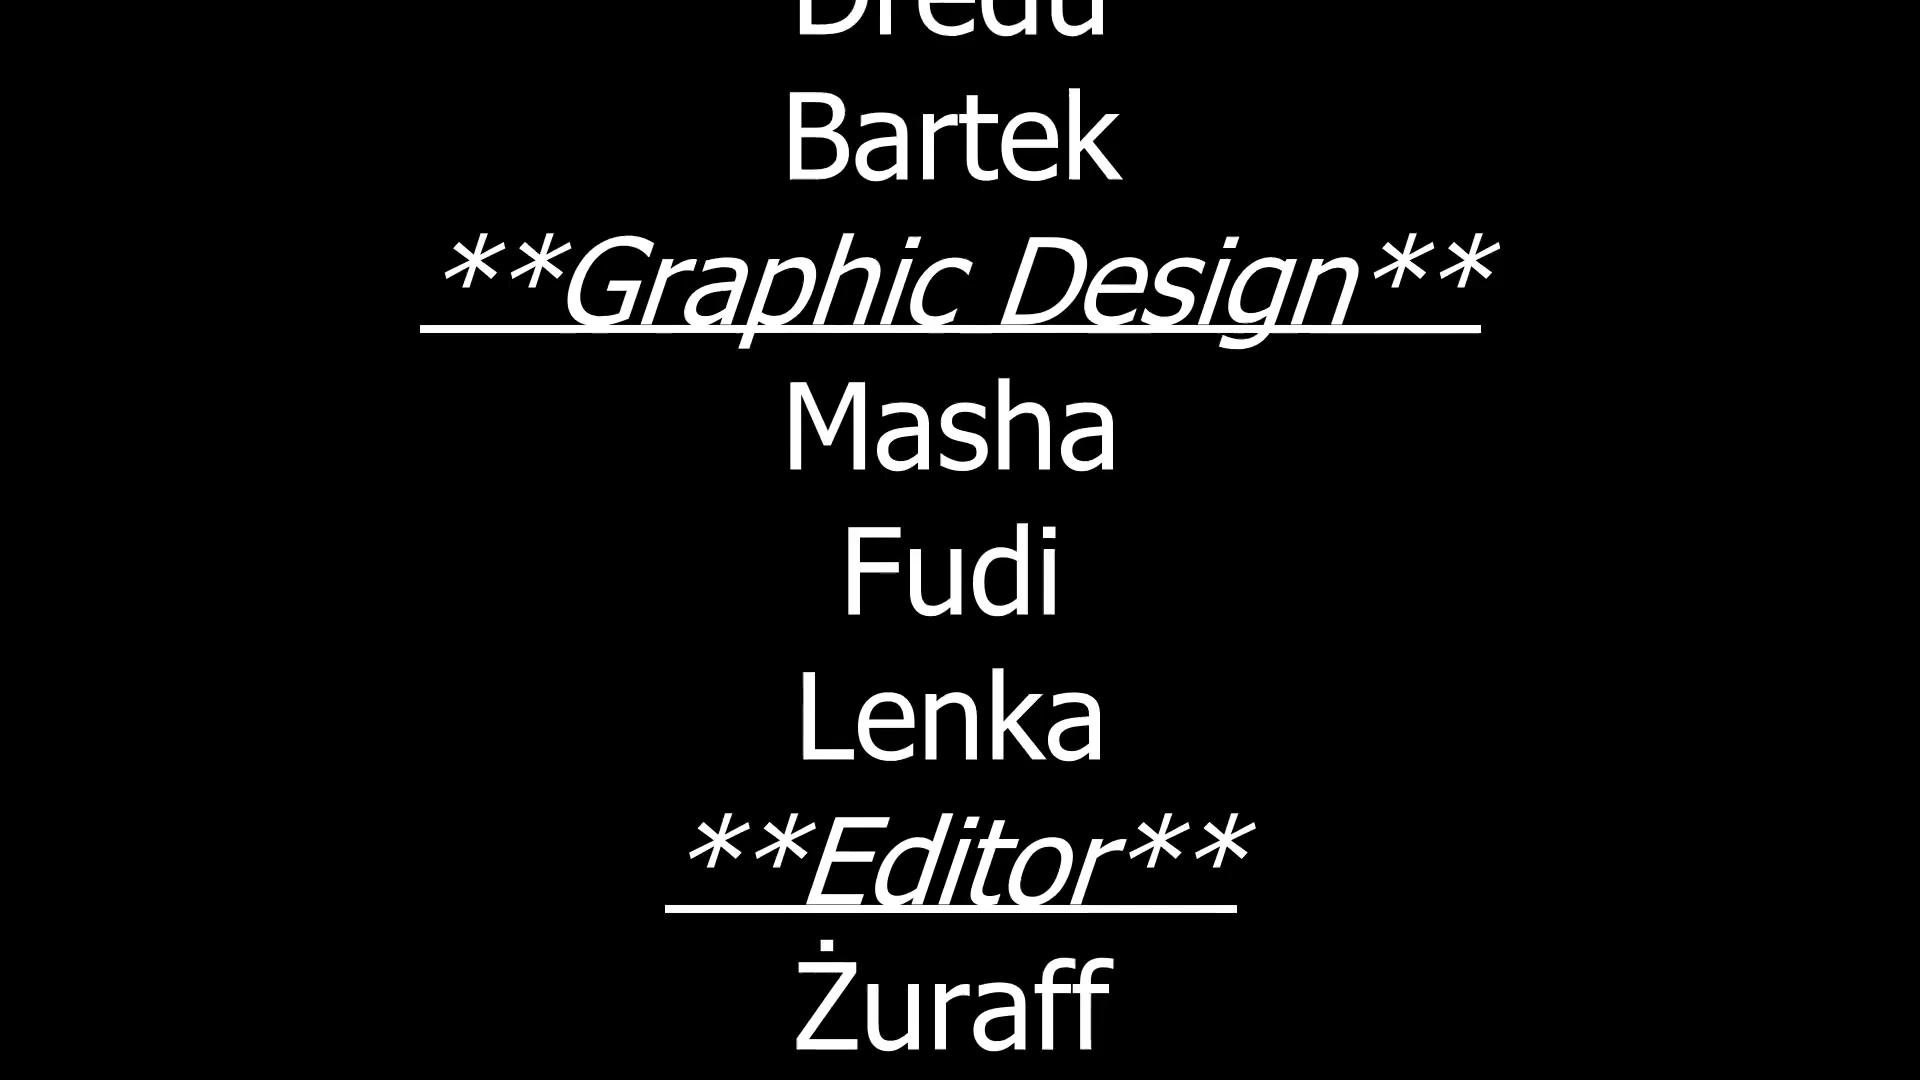 Bartek
**Graphic Design**
Masha
Fudi
Lenka
**Editor**
Żuraff